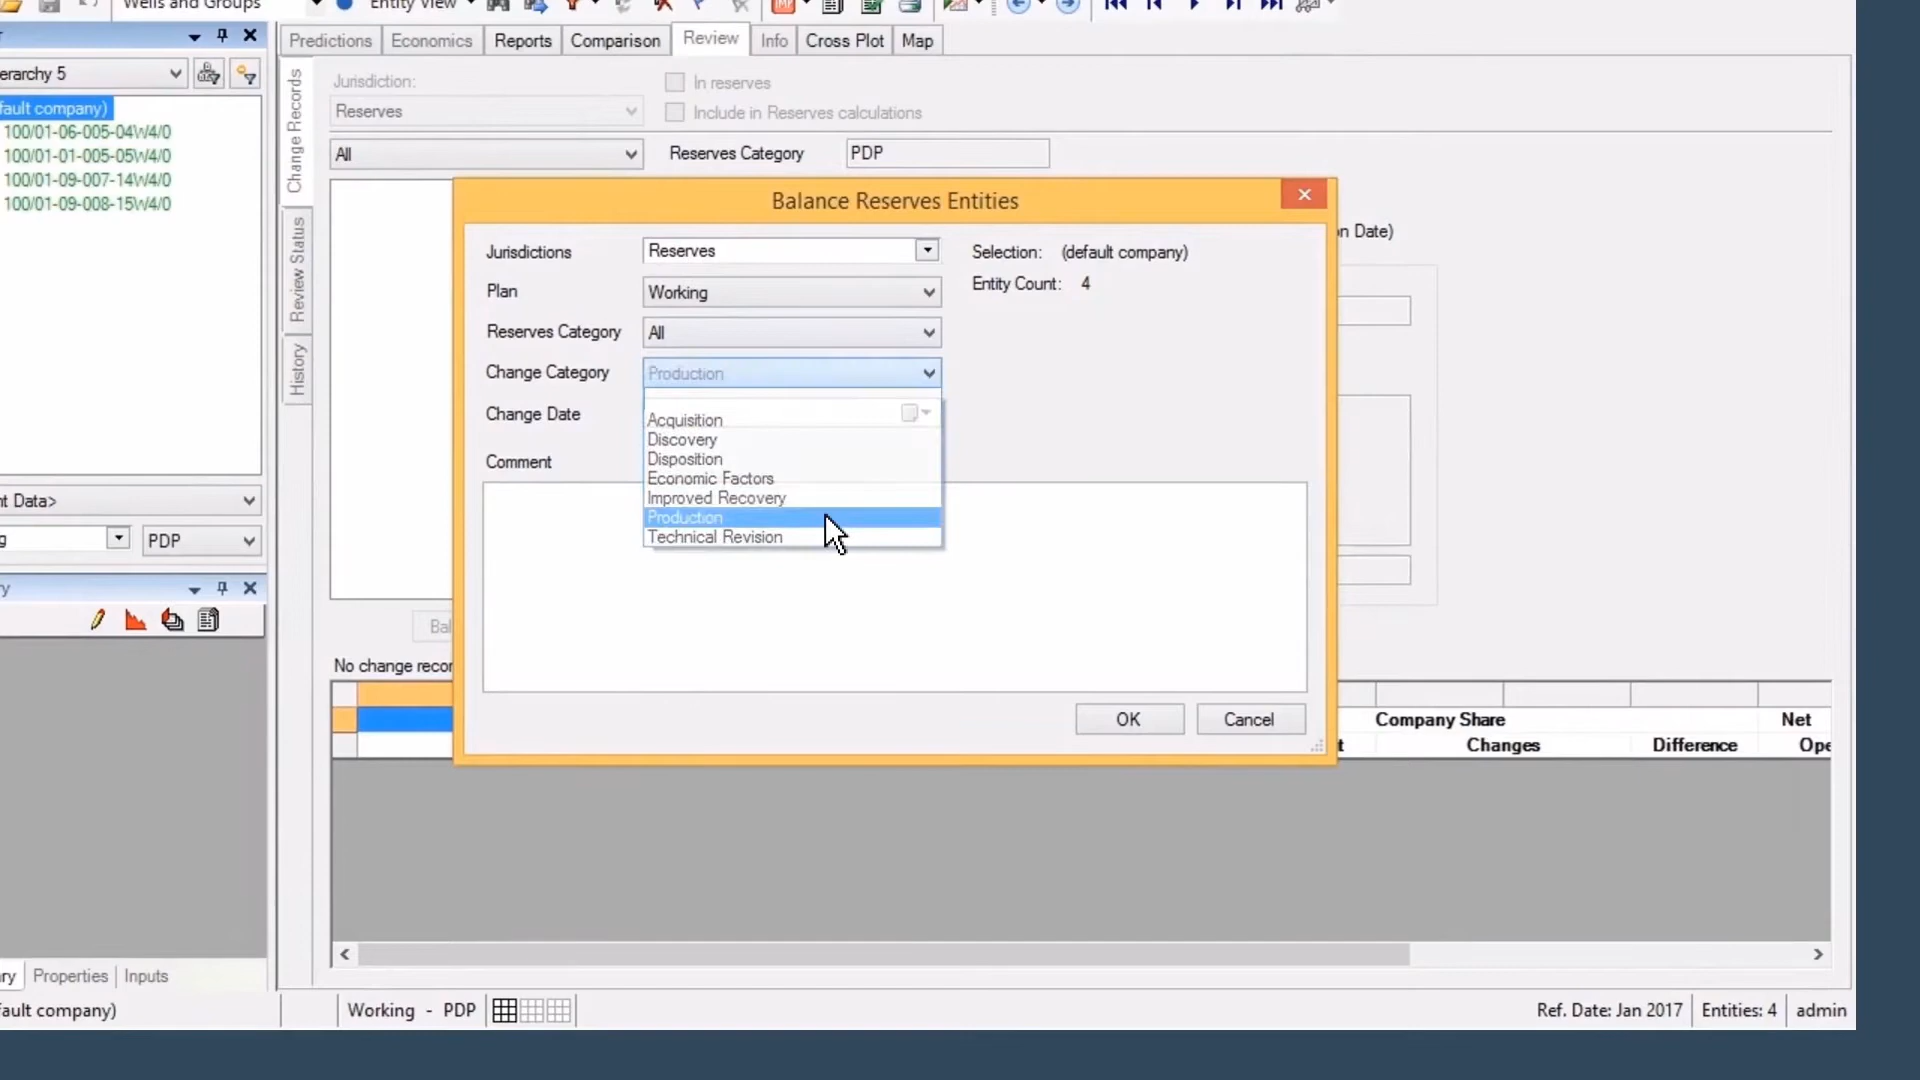 Wells and Groups
Entity View
Predictions
Economics
Reports
Comparison
Review
Info
Cross Plot
Map
erarchy 5
fault company)
100/01-06-005-04W4/0
100/01-01-005-05W4/0
100/01-09-007-14W4/0
100/01-09-008-15W4/0
nt Data>
g
PDP
ry
ry
Properties
Inputs
fault company)
Change Records
Review Status
History
Jurisdiction:
Reserves
In reserves
Include in Reserves calculations
All
Reserves Category
PDP
n Date)
Balance Reserves Entities
Jurisdictions
Reserves
Selection: (default company)
Plan
Working
Entity Count: 4
Reserves Category
All
Change Category
Production
Change Date
Acquisition
Discovery
Disposition
Economic Factors
Improved Recovery
Production
Technical Revision
Comment
OK
Cancel
Bal
No change recor
Company Share
Net
t
Changes
Difference
Ope
Working - PDP
Ref. Date: Jan 2017
Entities: 4
admin